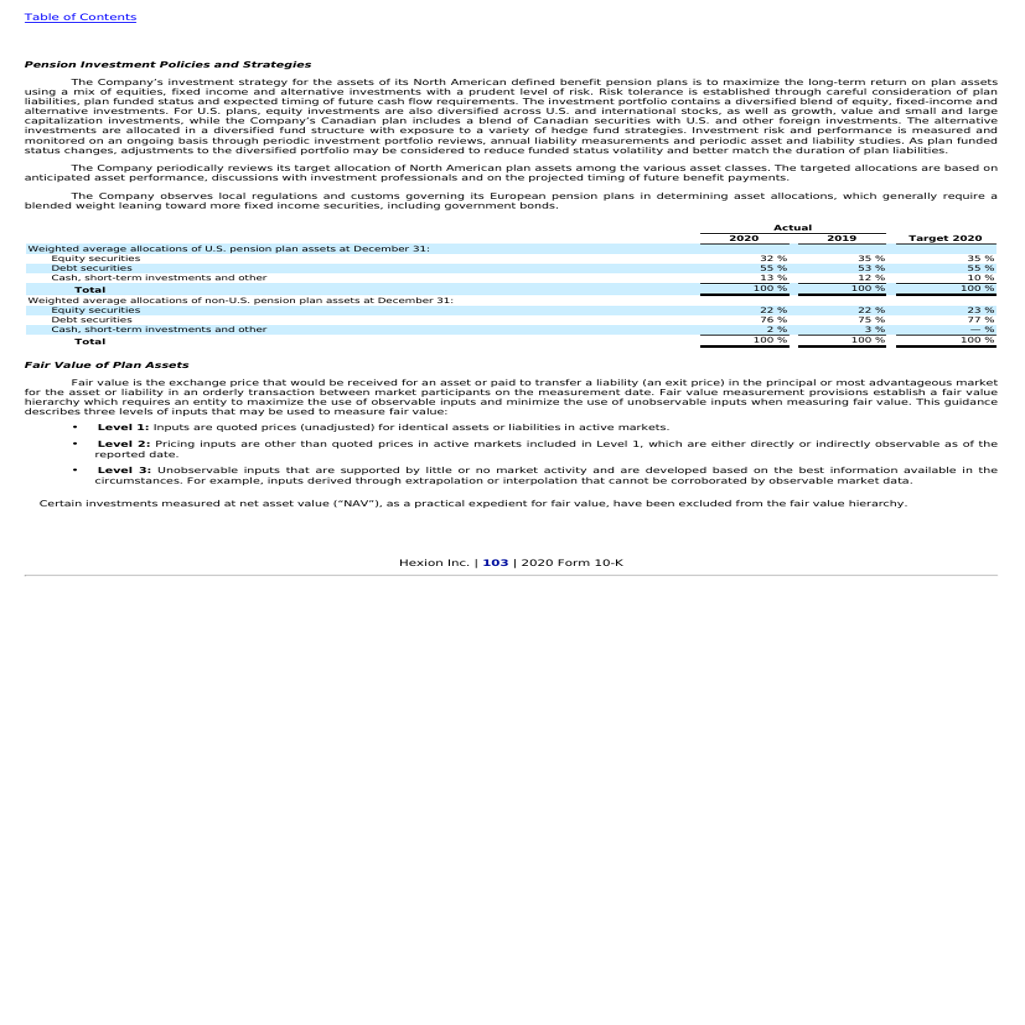 Table of Contents
Pension Investment Policies and Strategies
The Company's investment strategy for the assets of its North American defined benefit pension plans is to maximize the long-term return on plan assets
using a mix of equities, fixed income and alternative investments with a prudent level of risk. Risk tolerance is established through careful consideration of plan
liabilities, plan funded status and expected timing of future cash flow requirements. The investment portfolio contains a diversified blend of equity, fixed-income and
alternative investments. For U.S. plans, equity investments are also diversified across U.S. and international stocks, as well as growth, value and small and large
capitalization investments, while the Company's Canadian plan includes a blend of Canadian securities with U.S. and other foreign investments. The alternative
investments are allocated in a diversified fund structure with exposure to a variety of hedge fund strategies. Investment risk and performance is measured and
monitored on an ongoing basis through periodic investment portfolio reviews, annual liability measurements and periodic asset and liability studies. As plan funded
status changes, adjustments to the diversified portfolio may be considered to reduce funded status volatility and better match the duration of plan liabilities.
The Company periodically reviews its target allocation of North American plan assets among the various asset classes. The targeted allocations are based on
anticipated asset performance, discussions with investment professionals and on the projected timing of future benefit payments.
The Company observes local regulations and customs governing its European pension plans in determining asset allocations, which generally require a
blended weight leaning toward more fixed income securities, including government bonds.
Actual
2020 2019 Target 2020
Weighted average allocations of U.S. pension plan assets at December 31:
Equity securities 32 % 35 % 35 %
Debt securities 55 % 53 % 55 %
Cash, short-term investments and other 13 % 12 % 10 %
Total 100 % 100 % 100 %
Weighted average allocations of non-U.S. pension plan assets at December 31:
Equity securities 22 % 22 % 23 %
Debt securities 76 % 75 % 77 %
Cash, short-term investments and other 2 % 3 % — %
Total 100 % 100 % 100 %
Fair Value of Plan Assets
Fair value is the exchange price that would be received for an asset or paid to transfer a liability (an exit price) in the principal or most advantageous market
for the asset or liability in an orderly transaction between market participants on the measurement date. Fair value measurement provisions establish a fair value
hierarchy which requires an entity to maximize the use of observable inputs and minimize the use of unobservable inputs when measuring fair value. This guidance
describes three levels of inputs that may be used to measure fair value:
• Level 1: Inputs are quoted prices (unadjusted) for identical assets or liabilities in active markets.
• Level 2: Pricing inputs are other than quoted prices in active markets included in Level 1, which are either directly or indirectly observable as of the
reported date.
• Level 3: Unobservable inputs that are supported by little or no market activity and are developed based on the best information available in the
circumstances. For example, inputs derived through extrapolation or interpolation that cannot be corroborated by observable market data.
Certain investments measured at net asset value (“NAV”), as a practical expedient for fair value, have been excluded from the fair value hierarchy.
Hexion Inc. | 103 | 2020 Form 10-K